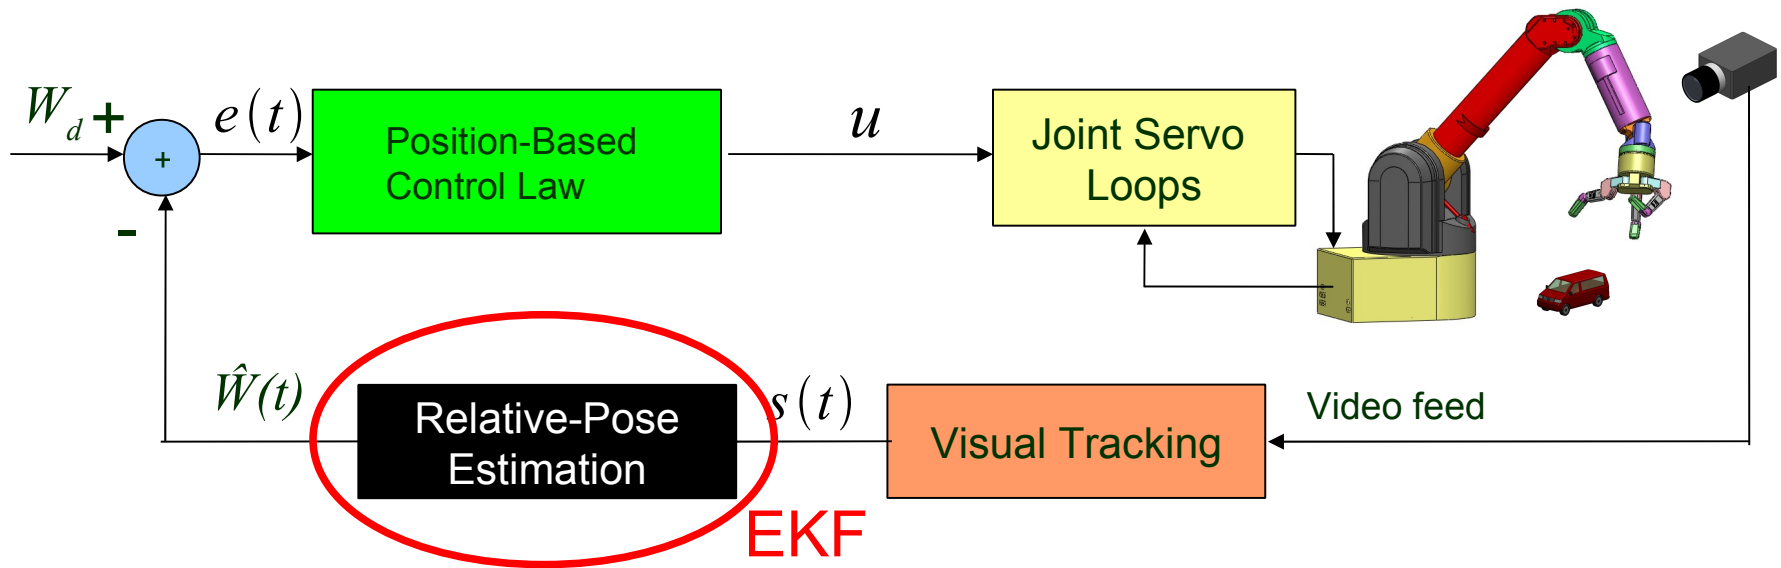 W_d +
e(t)
+
-
Position-Based
Control Law
u
Joint Servo
Loops
Ŵ(t)
Relative-Pose
Estimation
s(t)
Visual Tracking
Video feed
EKF